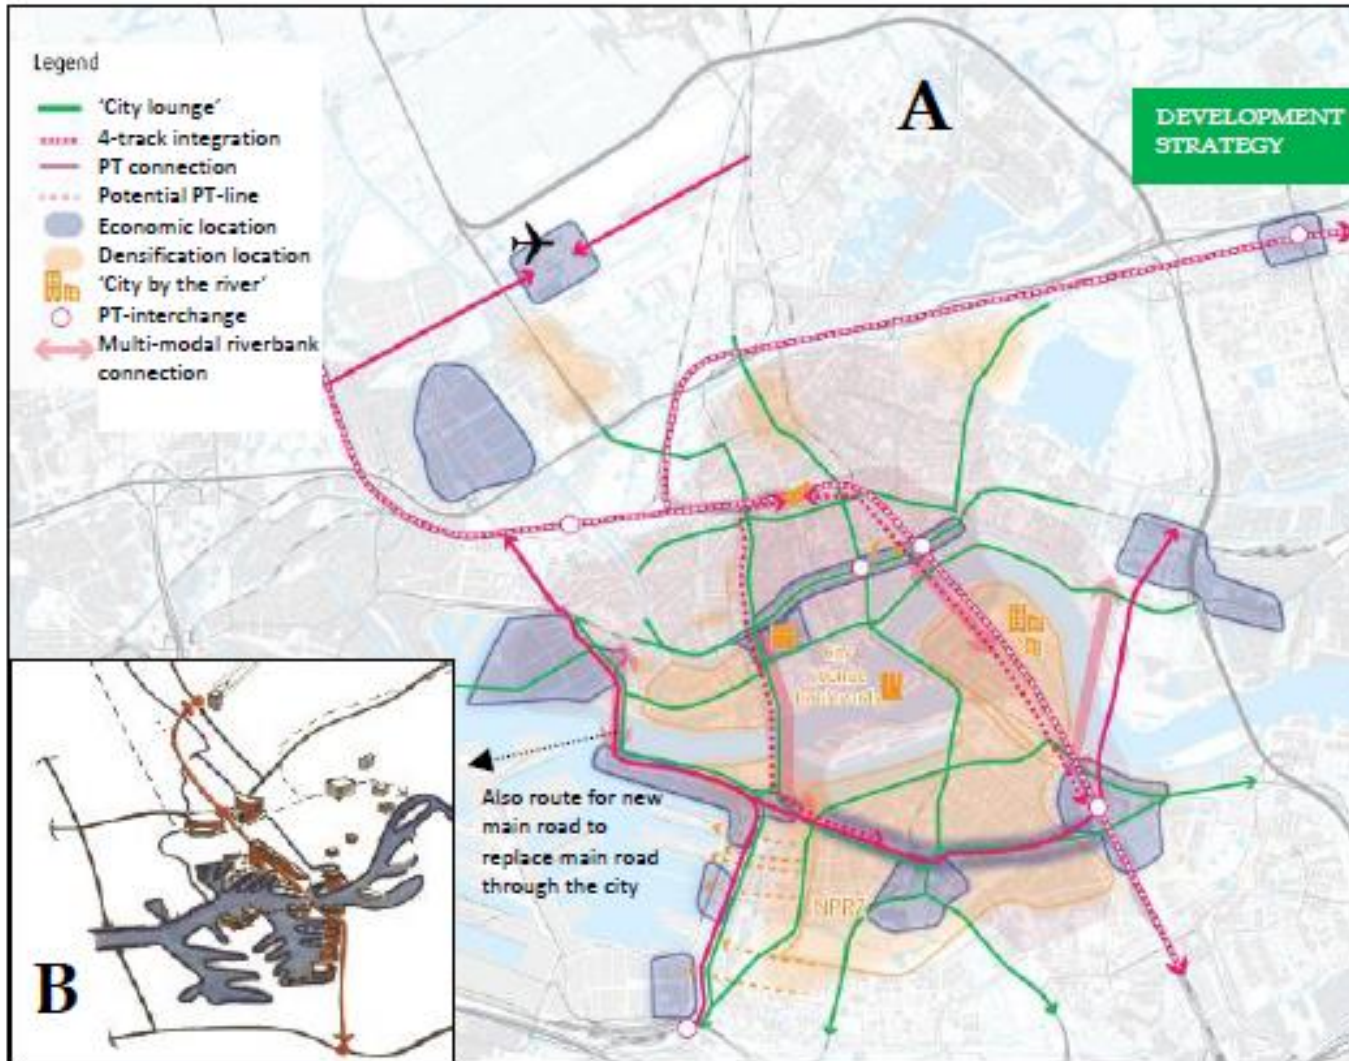 Legend
'City lounge'
4-track integration
PT connection
Potential PT-line
Economic location
Densification location
'City by the river'
PT-interchange
Multi-modal riverbank
connection
A
DEVELOPMENT
STRATEGY
Also route for new
main road to
replace main road
through the city
NPRZ
B